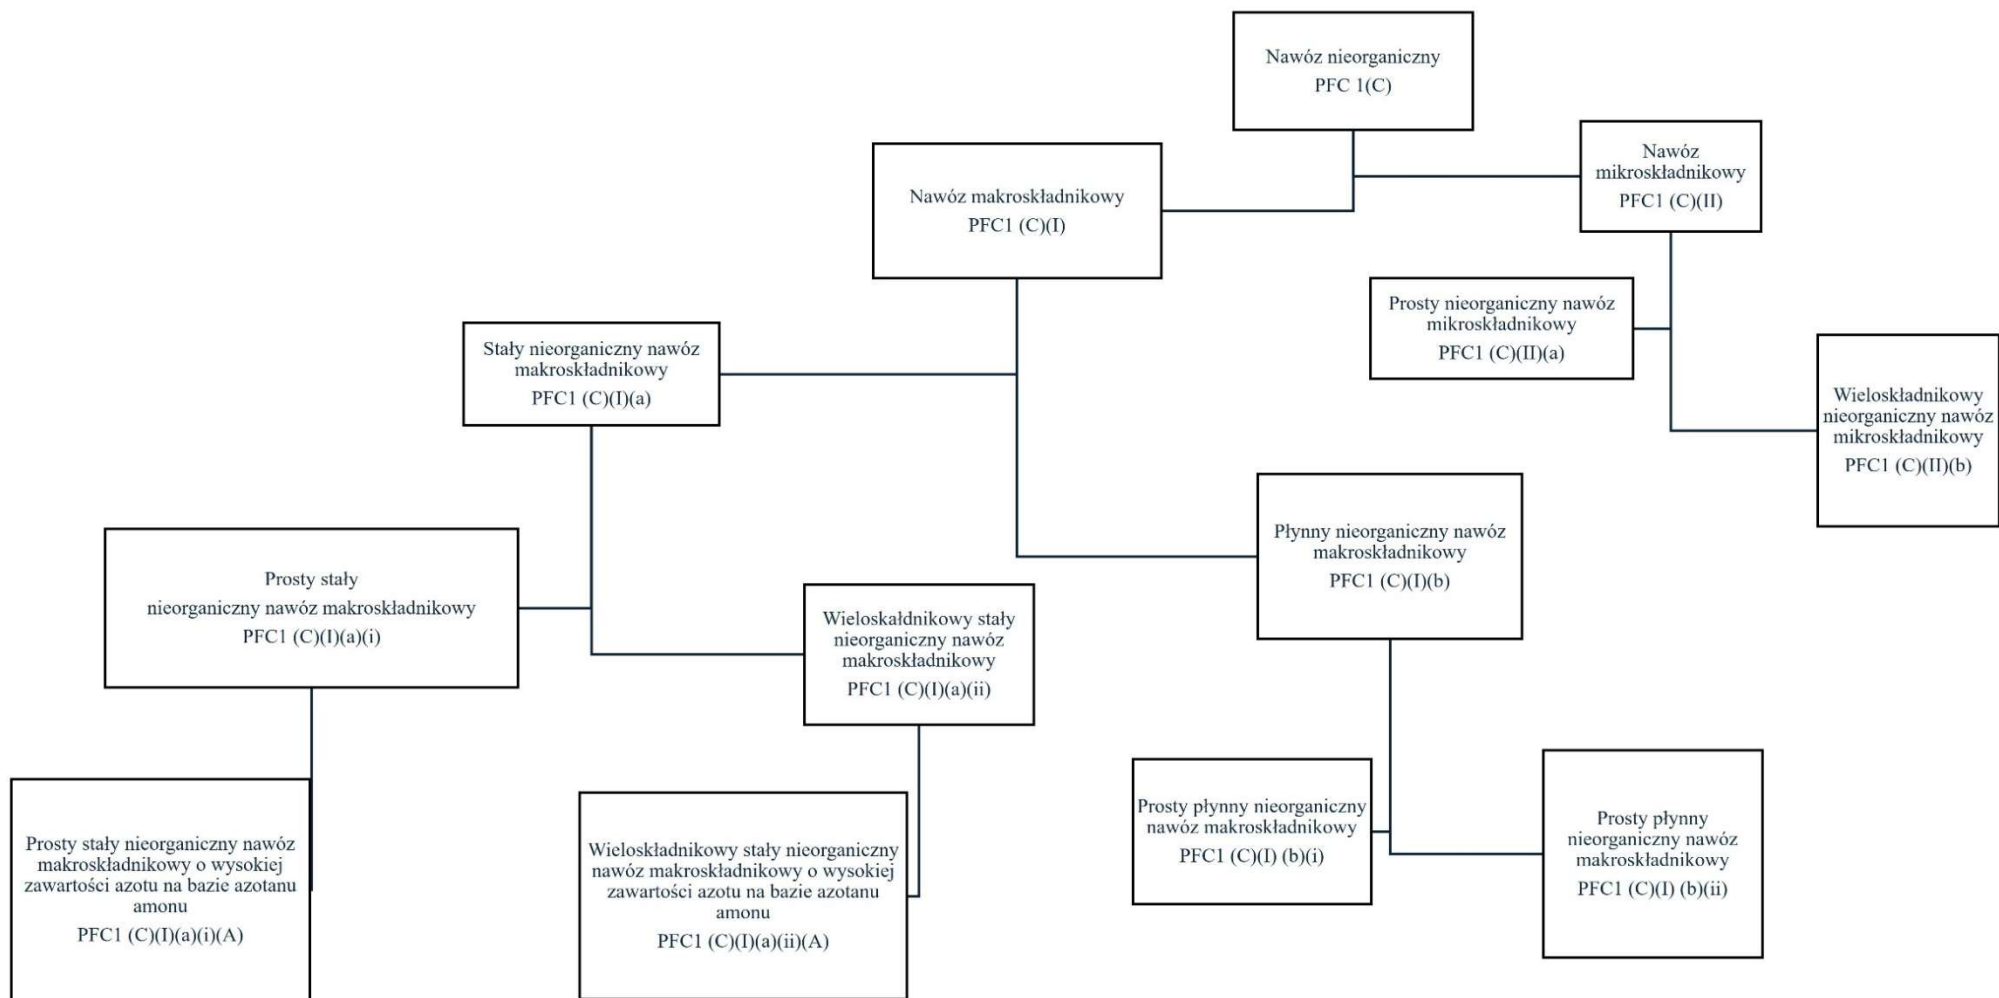 Nawóz nieorganiczny
PFC 1(C)
Nawóz makroskładnikowy
PFC1 (C)(I)
Nawóz
mikroskładnikowy
PFC1 (C)(II)
Prosty nieorganiczny nawóz
mikroskładnikowy
PFC1 (C)(II)(a)
Wieloskładnikowy
nieorganiczny nawóz
mikroskładnikowy
PFC1 (C)(II)(b)
Stały nieorganiczny nawóz
makroskładnikowy
PFC1 (C)(I)(a)
Płynny nieorganiczny nawóz
makroskładnikowy
PFC1 (C)(I)(b)
Prosty stały
nieorganiczny nawóz makroskładnikowy
PFC1 (C)(I)(a)(i)
Wieloskałdnikowy stały
nieorganiczny nawóz
makroskładnikowy
PFC1 (C)(I)(a)(ii)
Prosty stały nieorganiczny nawóz
makroskładnikowy o wysokiej
zawartości azotu na bazie azotanu
amonu
PFC1 (C)(I)(a)(i)(A)
Wieloskładnikowy stały nieorganiczny
nawóz makroskładnikowy o wysokiej
zawartości azotu na bazie azotanu
amonu
PFC1 (C)(I)(a)(ii)(A)
Prosty płynny nieorganiczny
nawóz makroskładnikowy
PFC1 (C)(I) (b)(i)
Prosty płynny
nieorganiczny nawóz
makroskładnikowy
PFC1 (C)(I) (b)(ii)